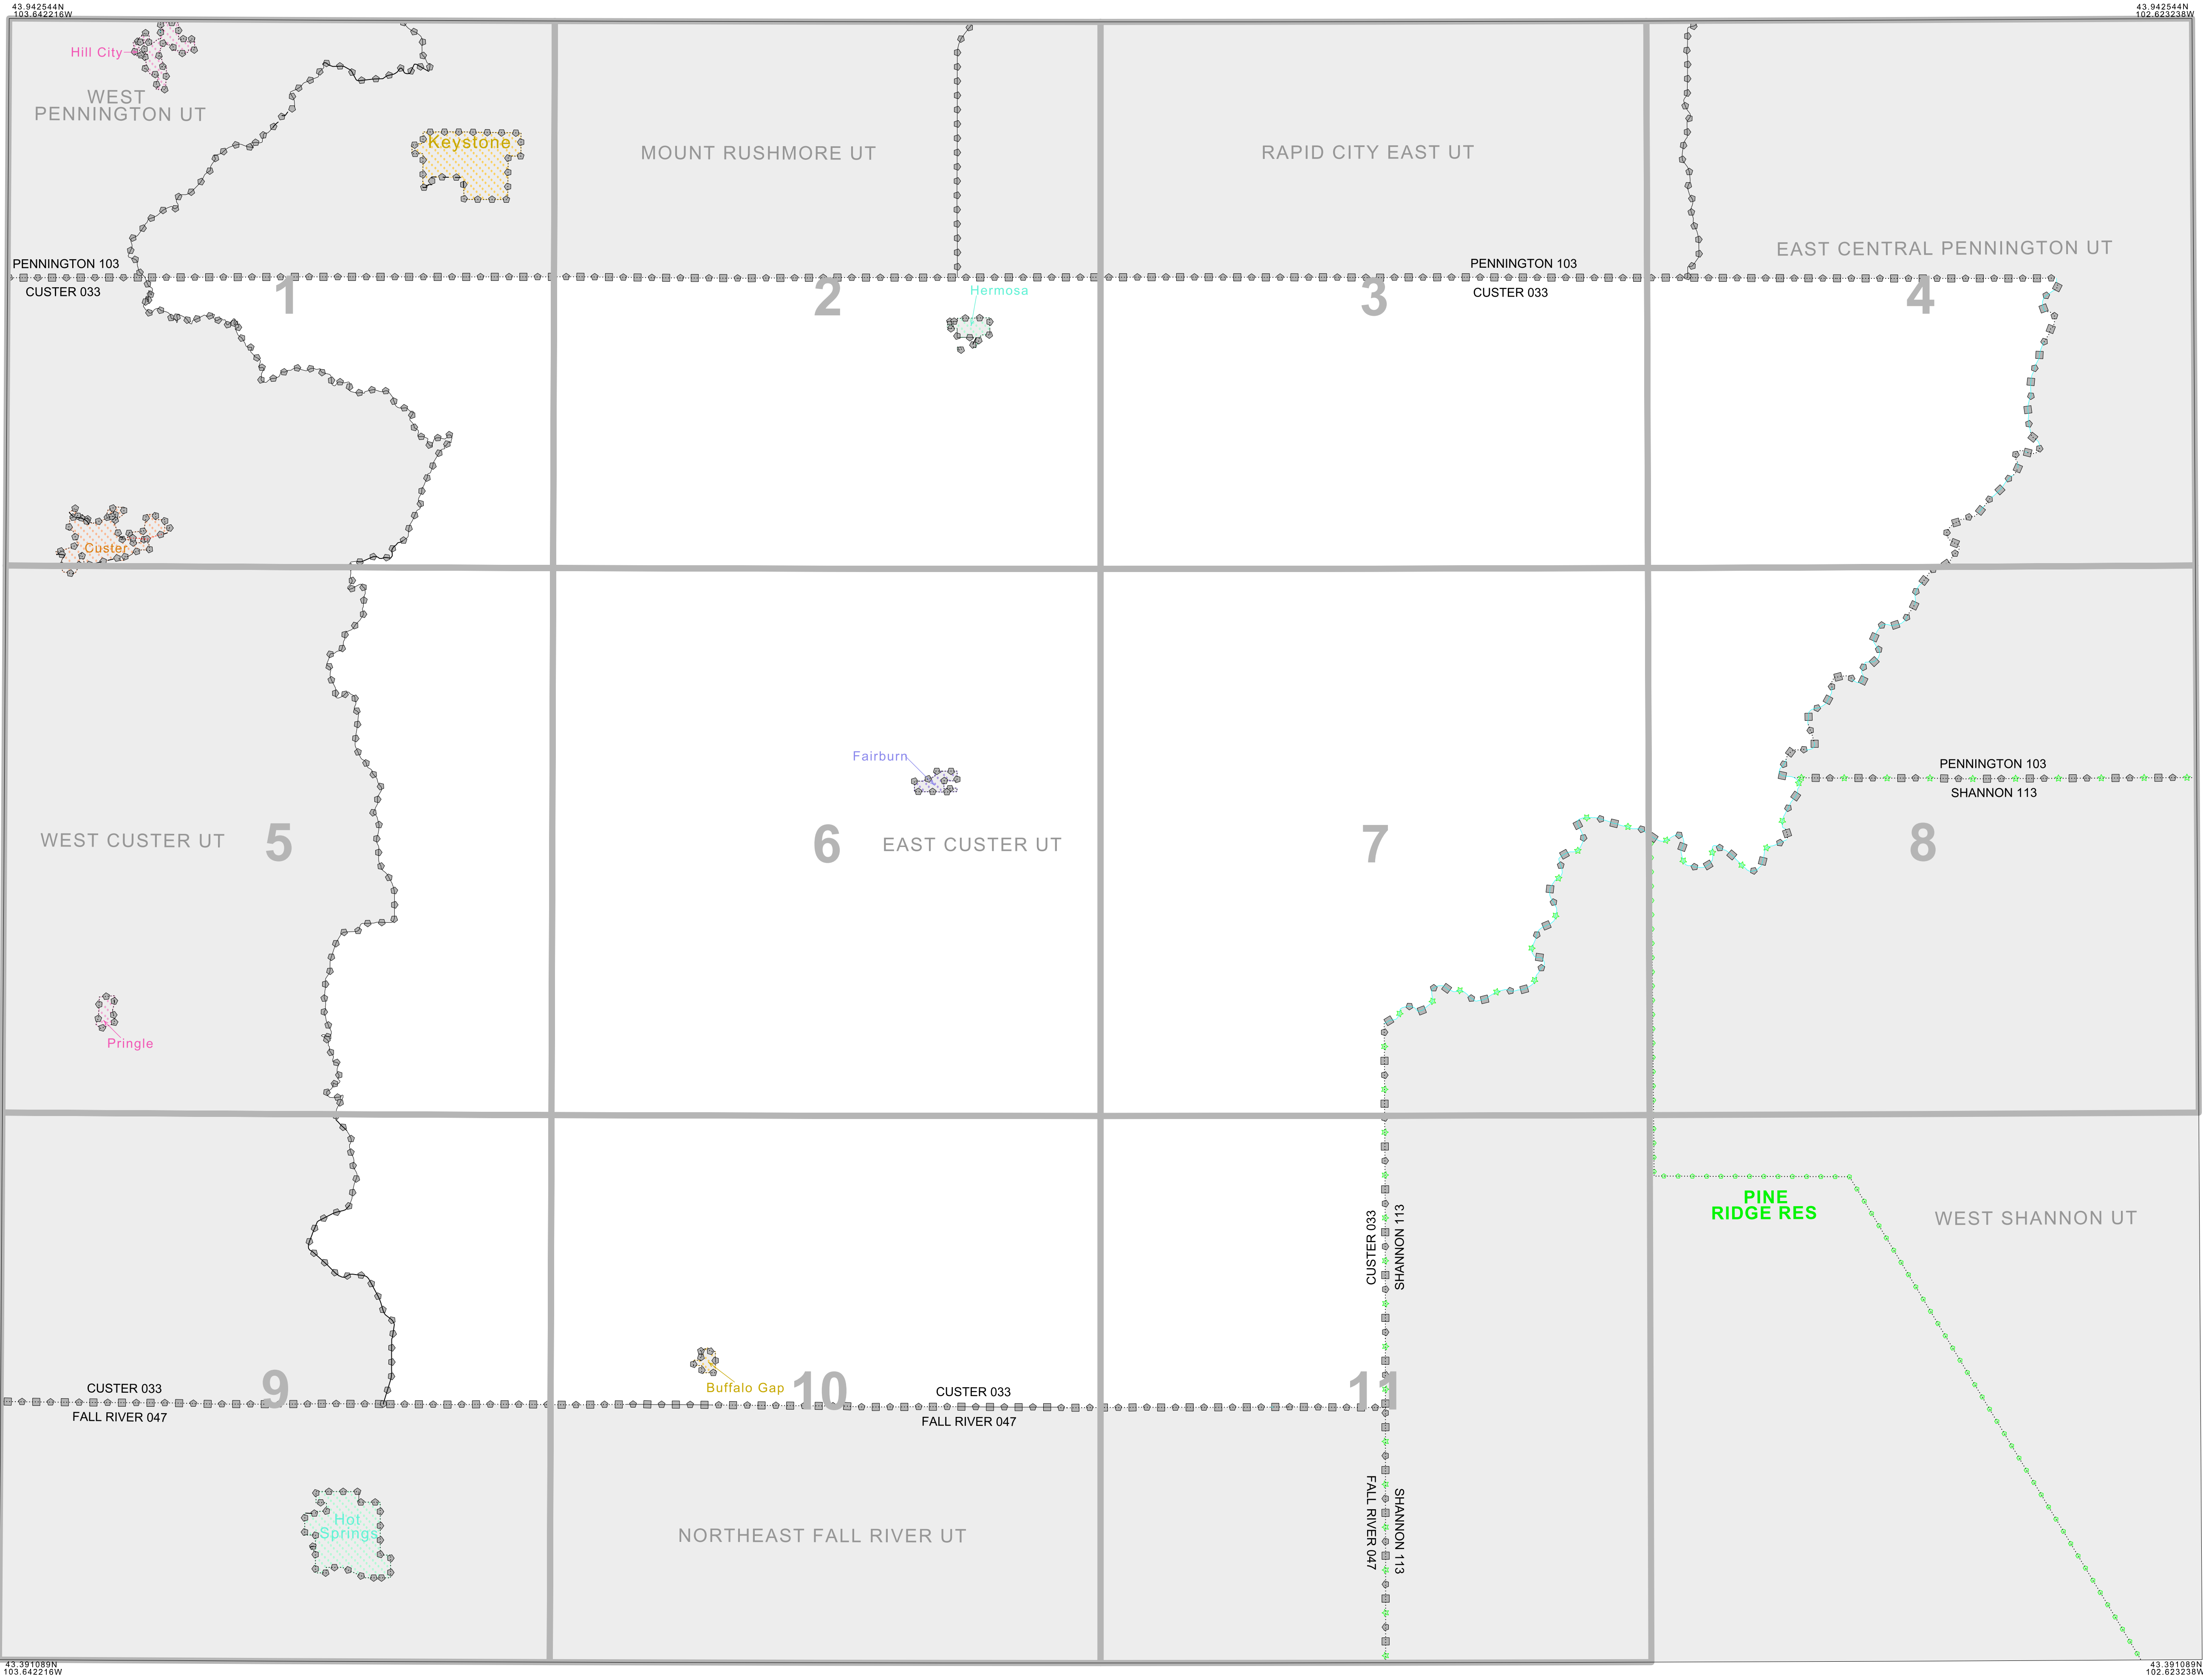 43.942544N
103.642216W
43.942544N
102.623238W
Hill City
WEST
PENNINGTON UT
Keystone
MOUNT RUSHMORE UT
RAPID CITY EAST UT
EAST CENTRAL PENNINGTON UT
PENNINGTON 103
CUSTER 033
PENNINGTON 103
CUSTER 033
1
2
3
4
Hermosa
Custer
Fairburn
PENNINGTON 103
SHANNON 113
WEST CUSTER UT
5
6
EAST CUSTER UT
7
8
Pringle
PINE
RIDGE RES
WEST SHANNON UT
CUSTER 033
SHANNON 113
Buffalo Gap
CUSTER 033
FALL RIVER 047
9
10
CUSTER 033
FALL RIVER 047
11
Hot
Springs
NORTHEAST FALL RIVER UT
FALL RIVER 047
SHANNON 113
43.391089N
103.642216W
43.391089N
102.623238W